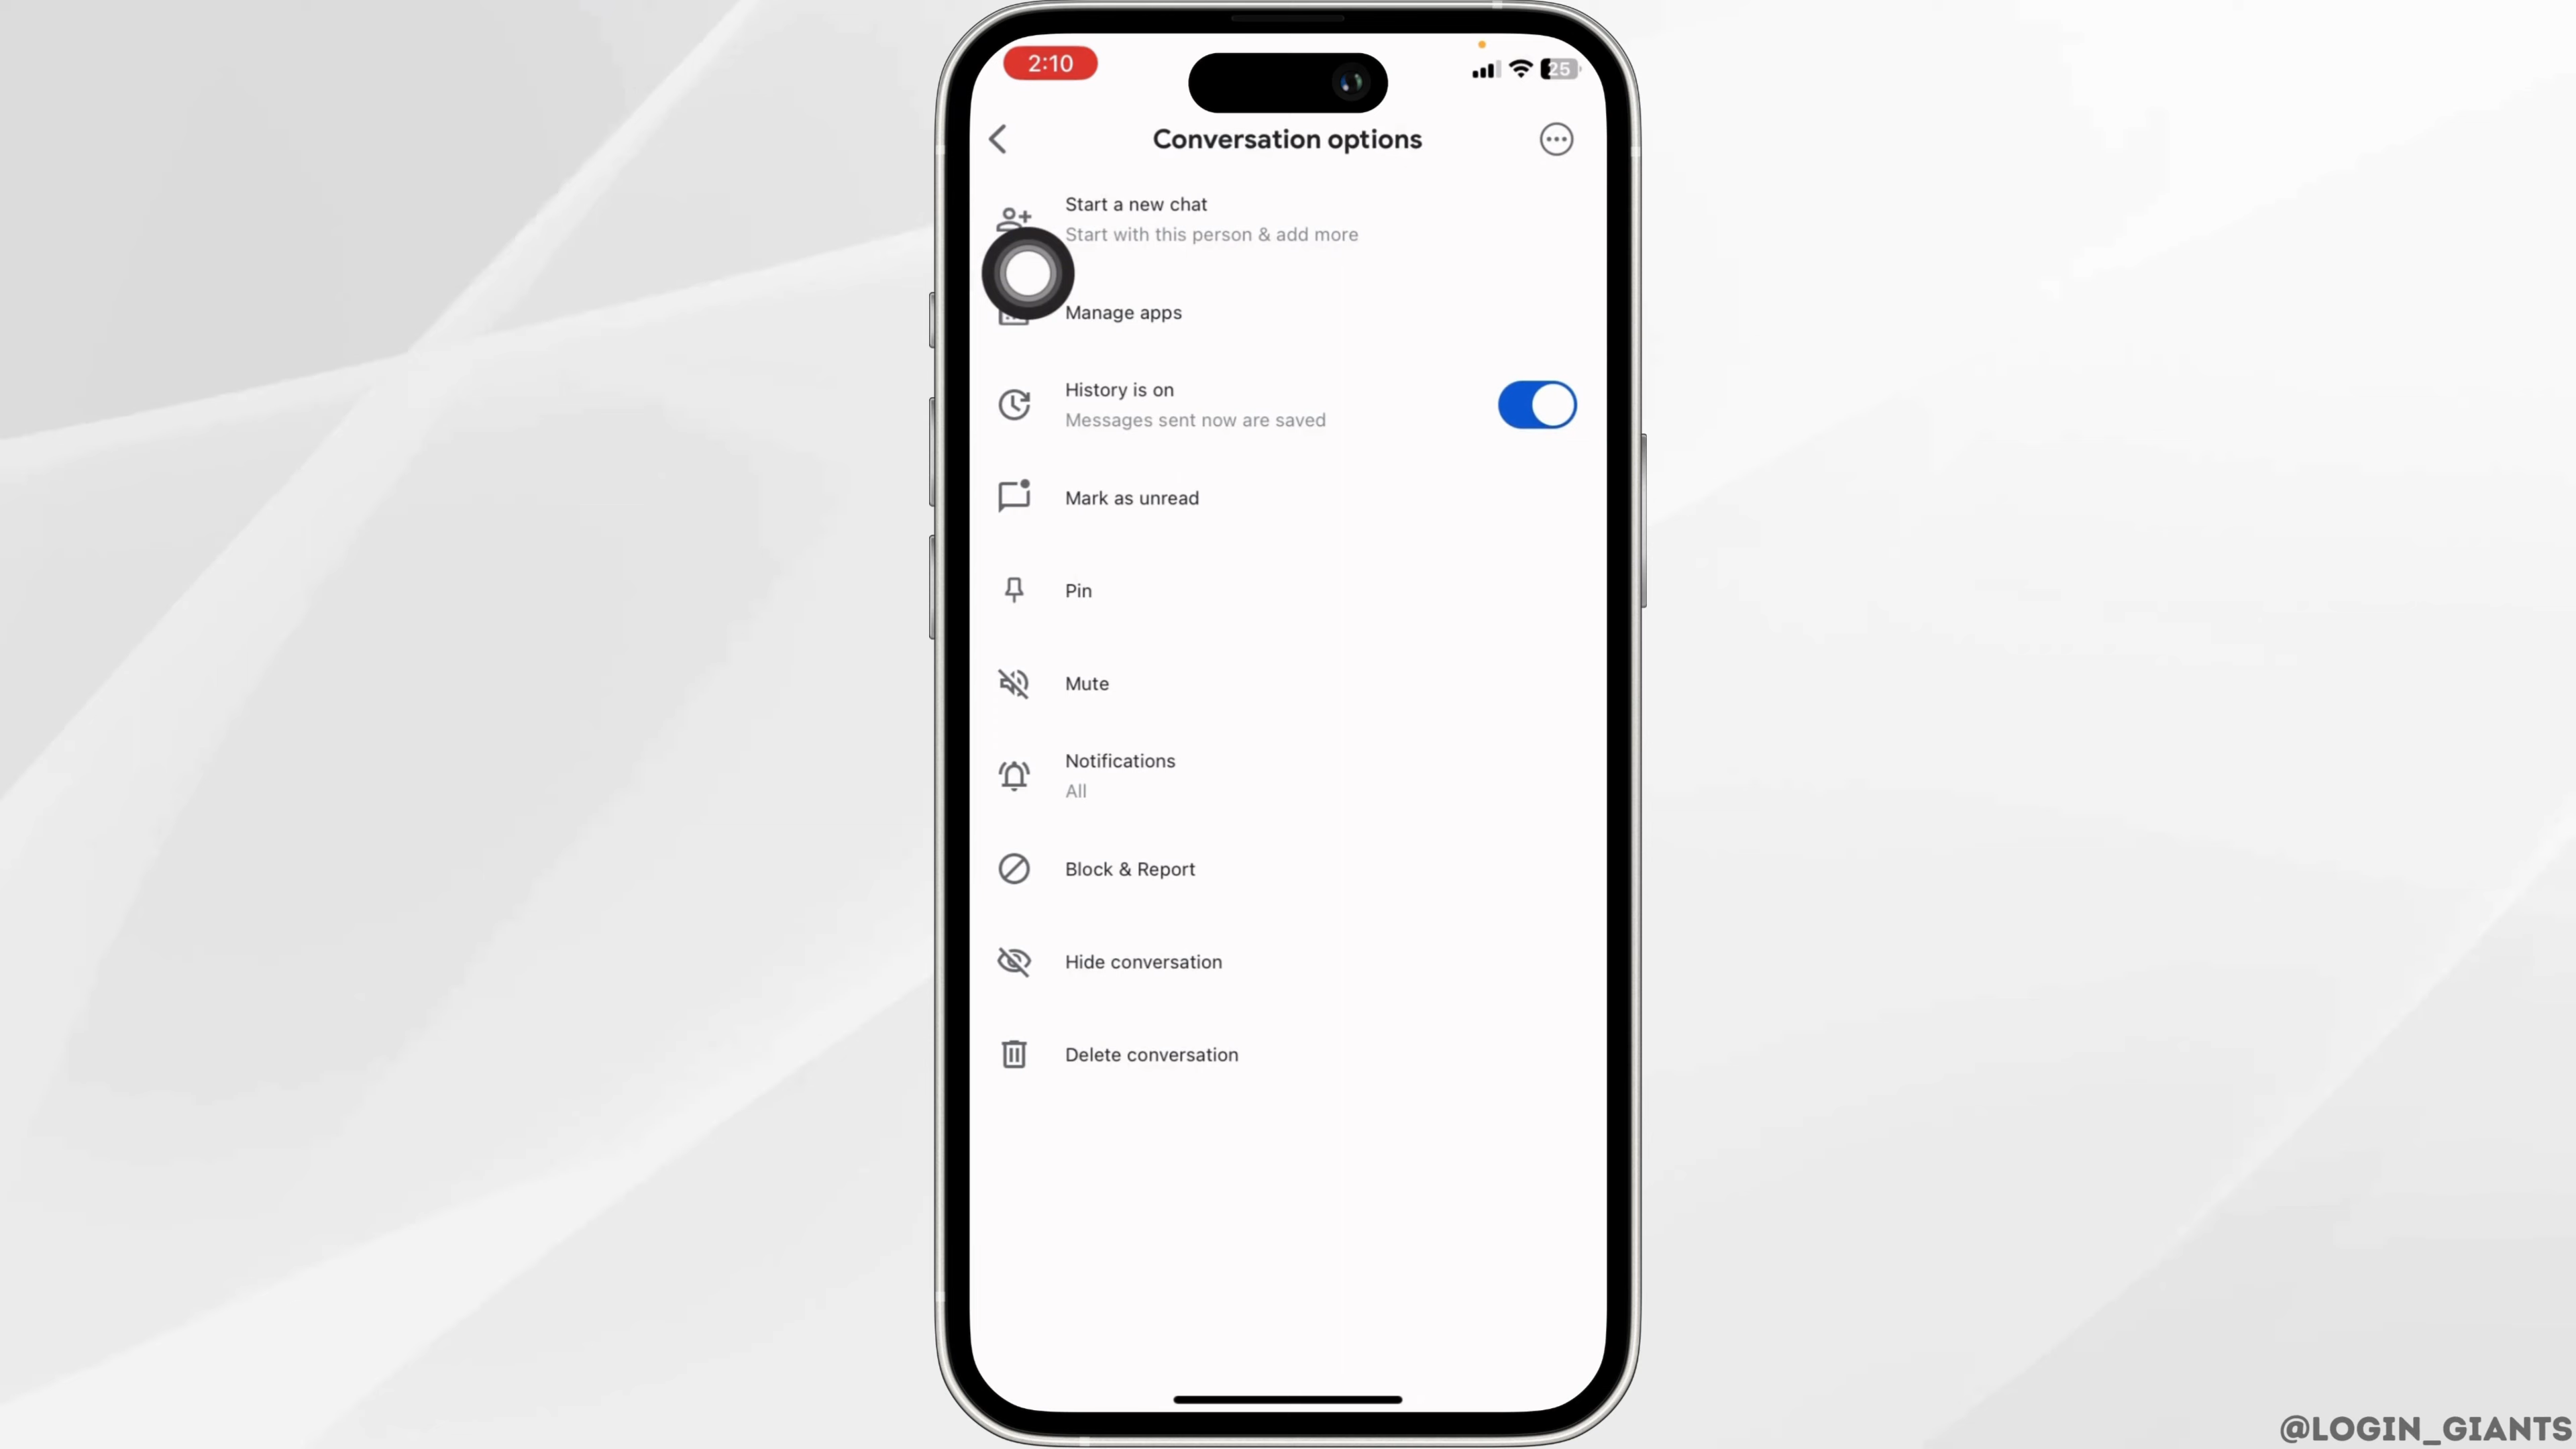 2:10
25
Conversation options
Start a new chat
Start with this person & add more
Manage apps
History is on
Messages sent now are saved
Mark as unread
Pin
Mute
Notifications
All
Block & Report
Hide conversation
Delete conversation
@LOGIN_GIANTS